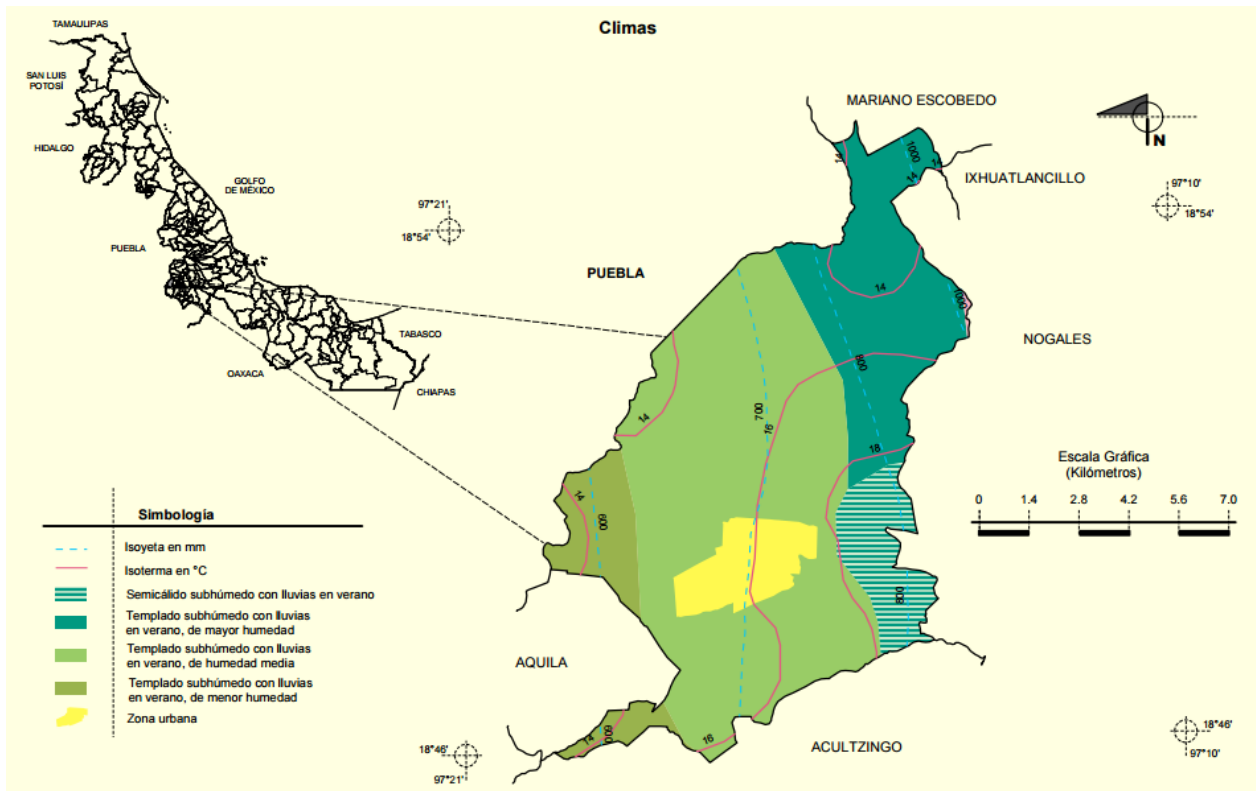 Climas
TAMAULIPAS
SAN LUIS
POTOSÍ
HIDALGO
GOLFO
DE MÉXICO
PUEBLA
TABASCO
OAXACA
CHIAPAS
MARIANO ESCOBEDO
IXHUATLANCILLO
N
97°21'
18°54'
97°10'
18°54'
PUEBLA
NOGALES
AQUILA
ACULTZINGO
14
1000
14
14
14
1000
800
14
700
16
18
14
600
800
14
600
16
Escala Gráfica
(Kilómetros)
0 1.4 2.8 4.2 5.6 7.0
Simbología
Isoyeta en mm
Isoterma en °C
Semicálido subhúmedo con lluvias en verano
Templado subhúmedo con lluvias
en verano, de mayor humedad
Templado subhúmedo con lluvias
en verano, de humedad media
Templado subhúmedo con lluvias
en verano, de menor humedad
Zona urbana
18°46'
97°21'
18°46'
97°10'